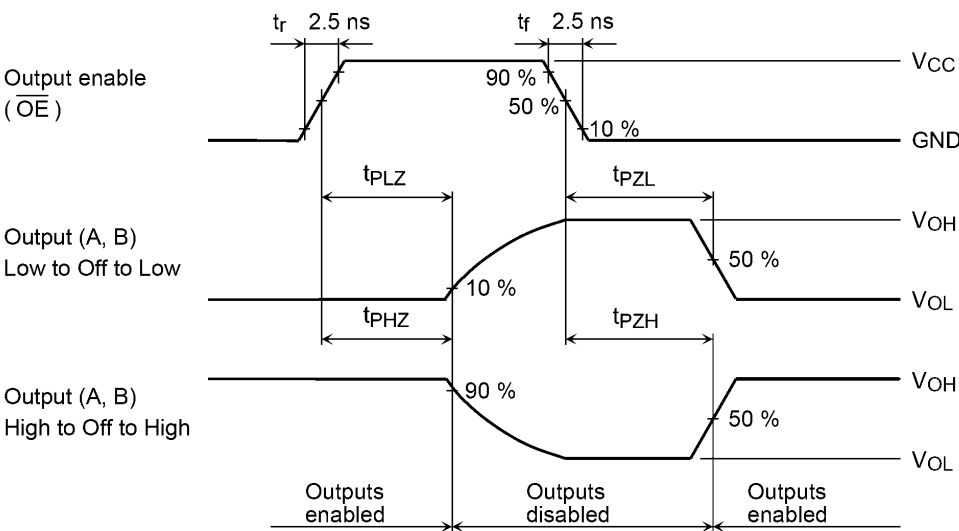 tr 2.5 ns
tf 2.5 ns
Output enable
( OE )
90 %
50 %
10 %
VCC
GND
tPLZ
tPZL
Output (A, B)
Low to Off to Low
10 %
50 %
VOH
VOL
tPHZ
tPZH
Output (A, B)
High to Off to High
90 %
50 %
VOH
VOL
Outputs
enabled
Outputs
disabled
Outputs
enabled